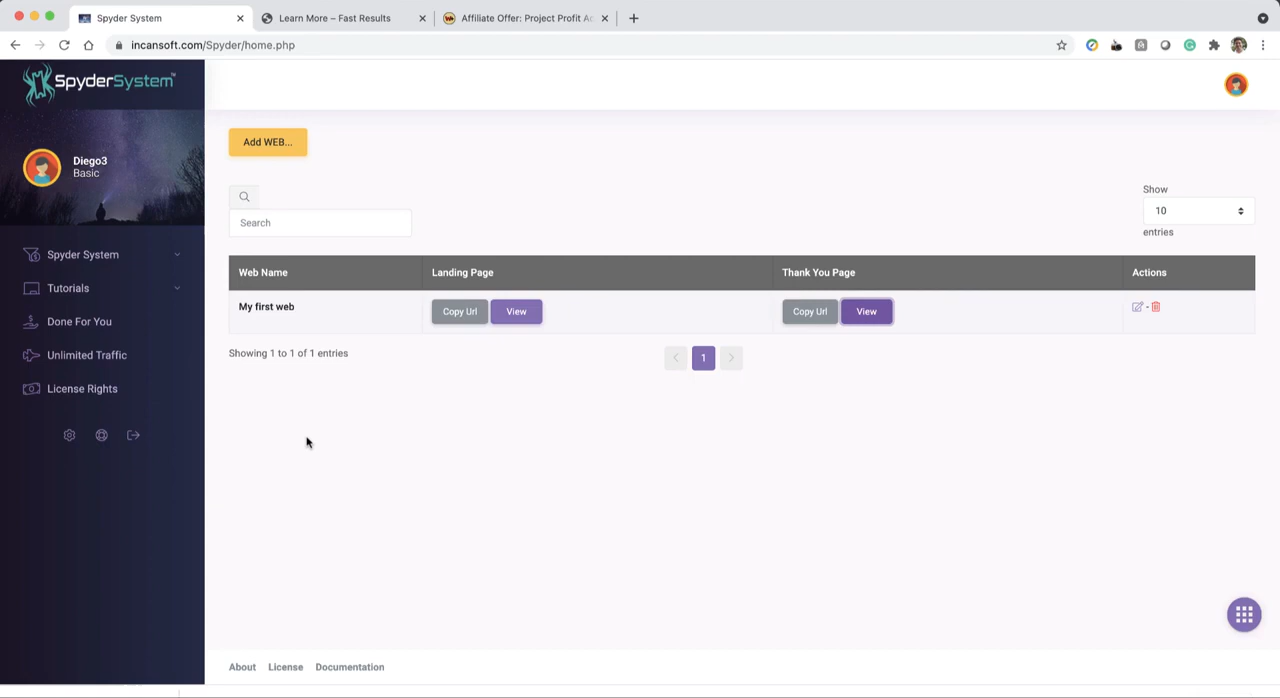 Spyder System
Learn More – Fast Results
Affiliate Offer: Project Profit Ac
incansoft.com/Spyder/home.php
SpyderSystem™
Diego3
Basic
Spyder System
Tutorials
Done For You
Unlimited Traffic
License Rights
Add WEB...
Search
Show
10
entries
Web Name
Landing Page
Thank You Page
Actions
My first web
Copy Url
View
Copy Url
View
-
Showing 1 to 1 of 1 entries
1
About
License
Documentation